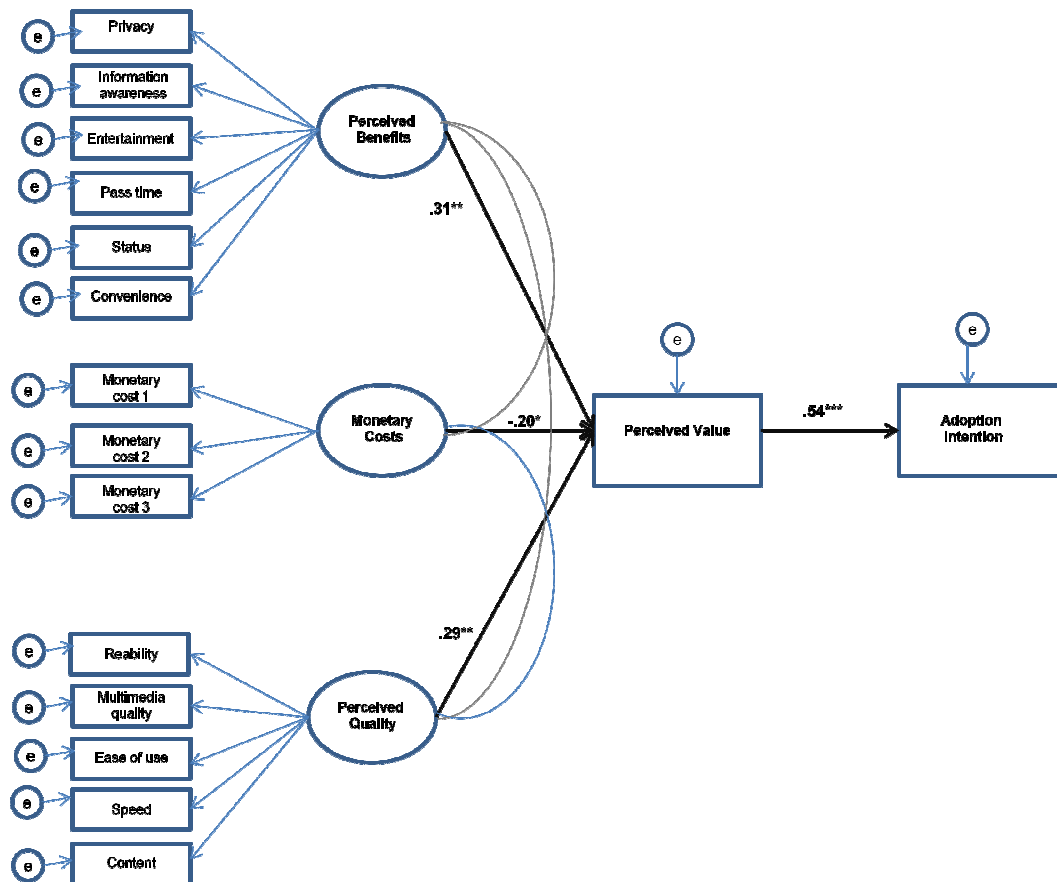 e
Privacy
e
Information
awareness
Perceived
Benefits
e
Entertainment
e
Pass time
.31**
e
Status
e
Convenience
e
e
e
Monetary
cost 1
Monetary
Costs
-.20*
Perceived Value
.54***
Adoption
Intention
e
Monetary
cost 2
e
Monetary
cost 3
.29**
e
Reability
e
Multimedia
quality
Perceived
Quality
e
Ease of use
e
Speed
e
Content